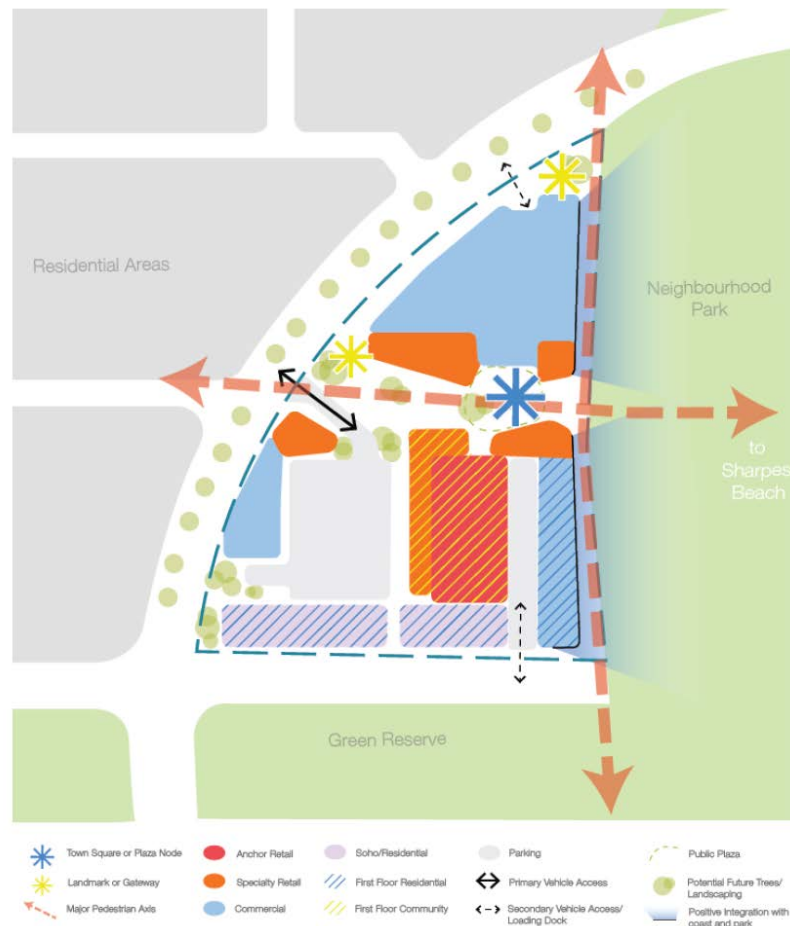 Residential Areas
Neighbourhood
Park
to
Sharpes
Beach
Green Reserve
Town Square or Plaza Node
Anchor Retail
Soho/Residential
Parking
Public Plaza
Landmark or Gateway
Specialty Retail
First Floor Residential
Primary Vehicle Access
Potential Future Trees/
Landscaping
Major Pedestrian Axis
Commercial
First Floor Community
Secondary Vehicle Access/
Loading Dock
Positive Integration with
coast and park